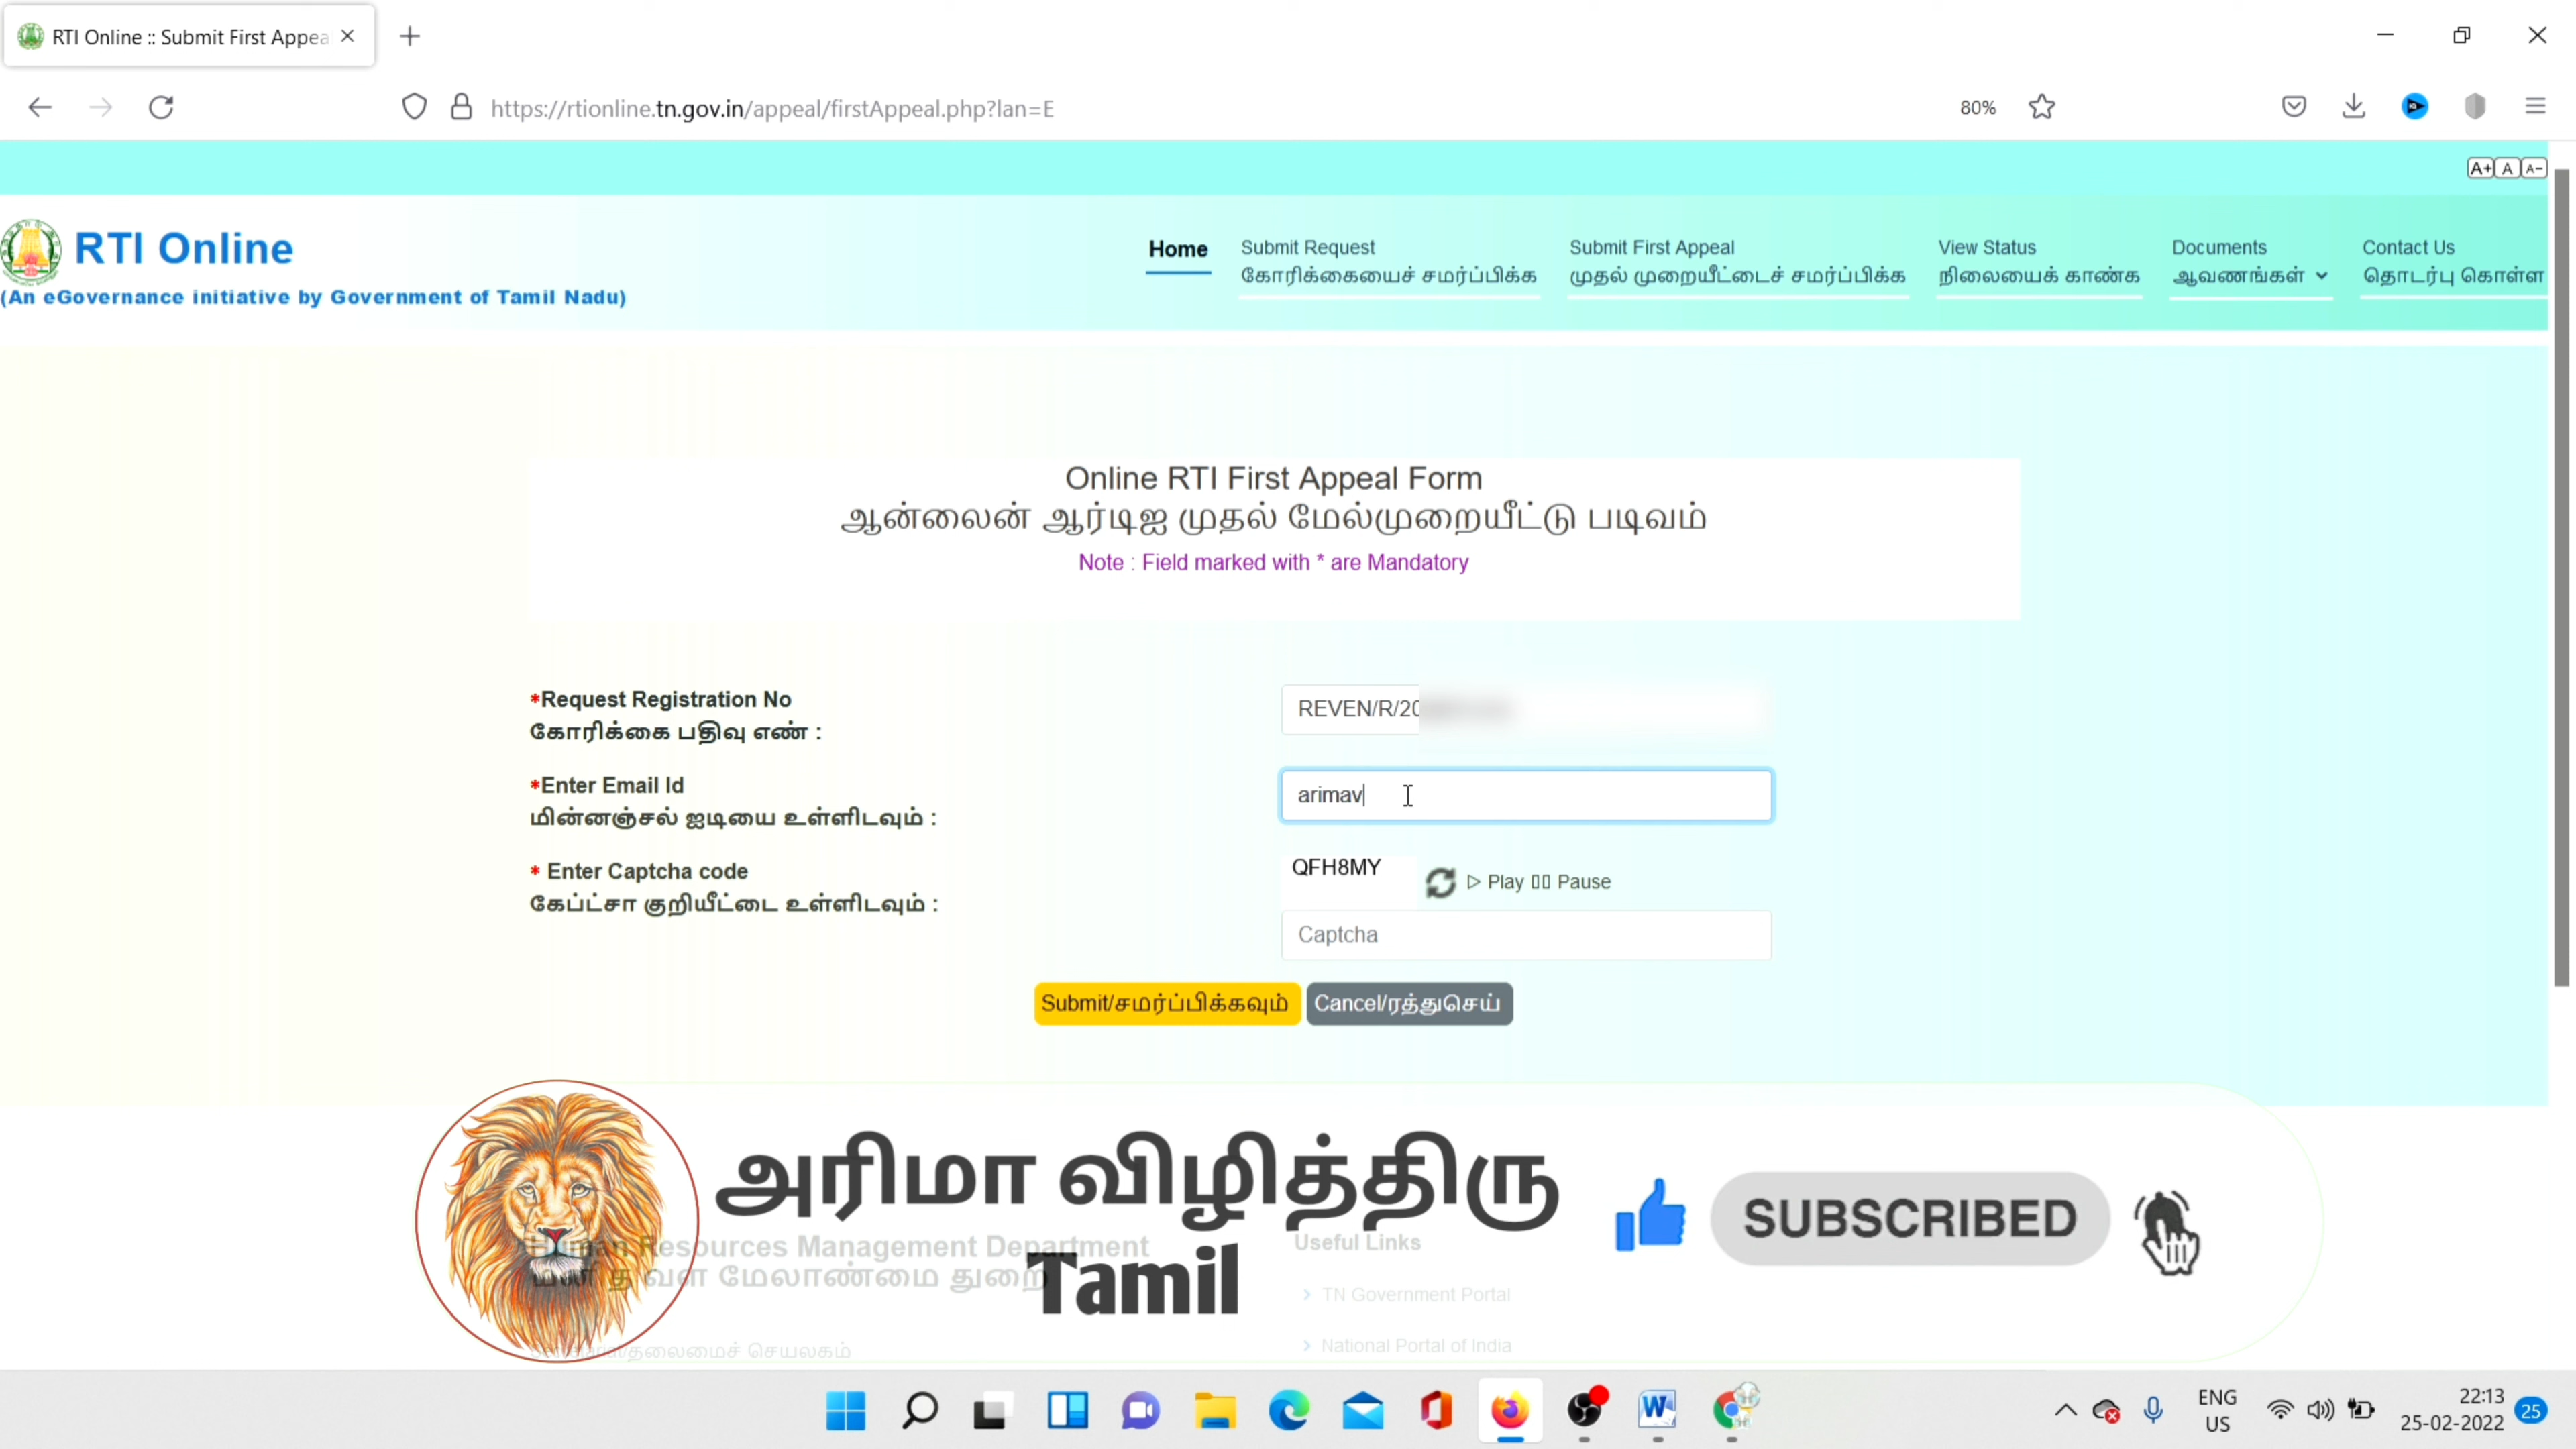 RTI Online :: Submit First Appea
https://rtionline.tn.gov.in/appeal/firstAppeal.php?lan=E
80%
A+ A A-
RTI Online
(An eGovernance initiative by Government of Tamil Nadu)
Home
Submit Request
கோரிக்கையைச் சமர்ப்பிக்க
Submit First Appeal
முதல் முறையீட்டைச் சமர்ப்பிக்க
View Status
நிலையைக் காண்க
Documents
ஆவணங்கள்
Contact Us
தொடர்பு கொள்ள
Online RTI First Appeal Form
ஆன்லைன் ஆர்டிஐ முதல் மேல்முறையீட்டு படிவம்
Note : Field marked with * are Mandatory
*Request Registration No
கோரிக்கை பதிவு எண் :
REVEN/R/20
*Enter Email Id
மின்னஞ்சல் ஐடியை உள்ளிடவும் :
arimav
* Enter Captcha code
கேப்ட்சா குறியீட்டை உள்ளிடவும் :
QFH8MY
Play Pause
Captcha
Submit/சமர்ப்பிக்கவும்
Cancel/ரத்துசெய்
அரிமா விழித்திரு
Tamil
SUBSCRIBED
Human Resources Management Department
மனித வள மேலாண்மை துறை
தலைமைச் செயலகம்
Useful Links
TN Government Portal
National Portal of India
ENG
US
22:13
25-02-2022
25